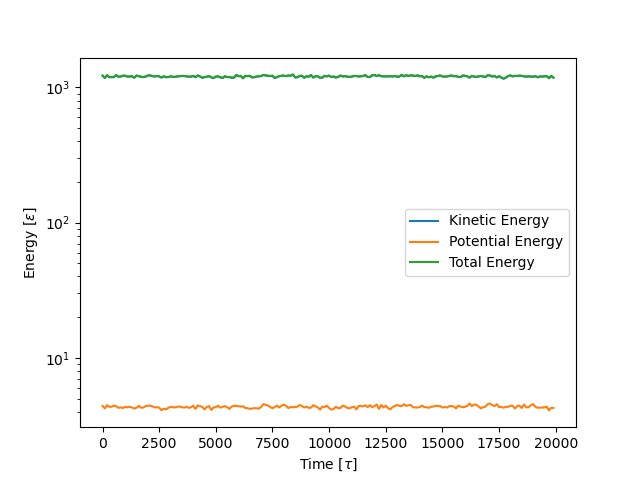 10³
10²
10¹
Energy [ε]
Kinetic Energy
Potential Energy
Total Energy
0 2500 5000 7500 10000 12500 15000 17500 20000
Time [τ]